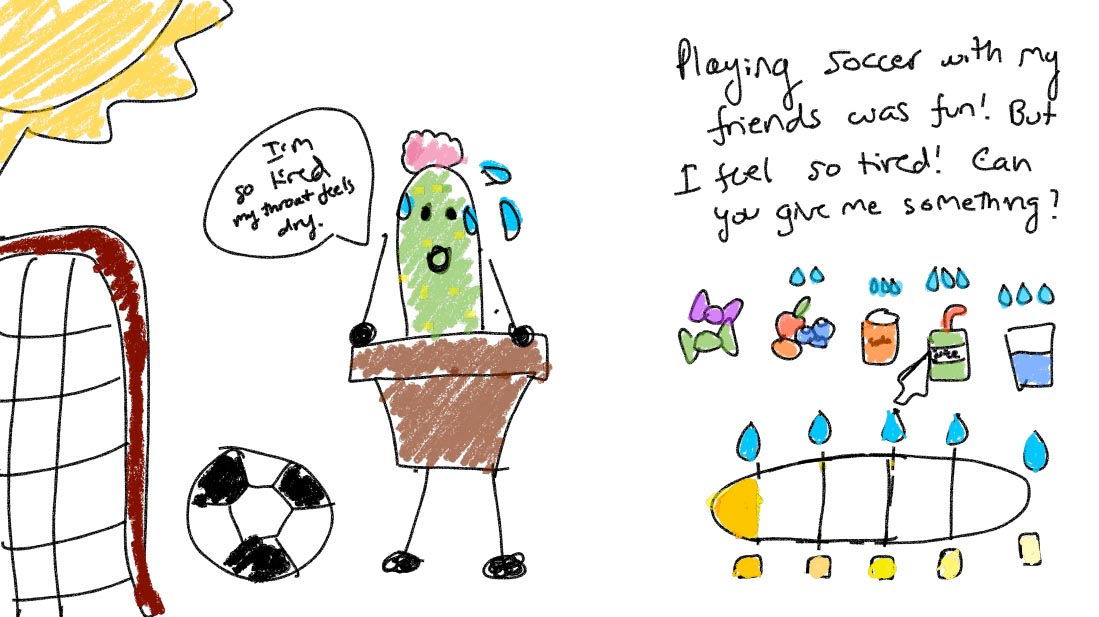 I'm
so tired
my throat feels
dry.
Playing soccer with my
friends was fun! But
I feel so tired! Can
you give me something?
Soda
Juice